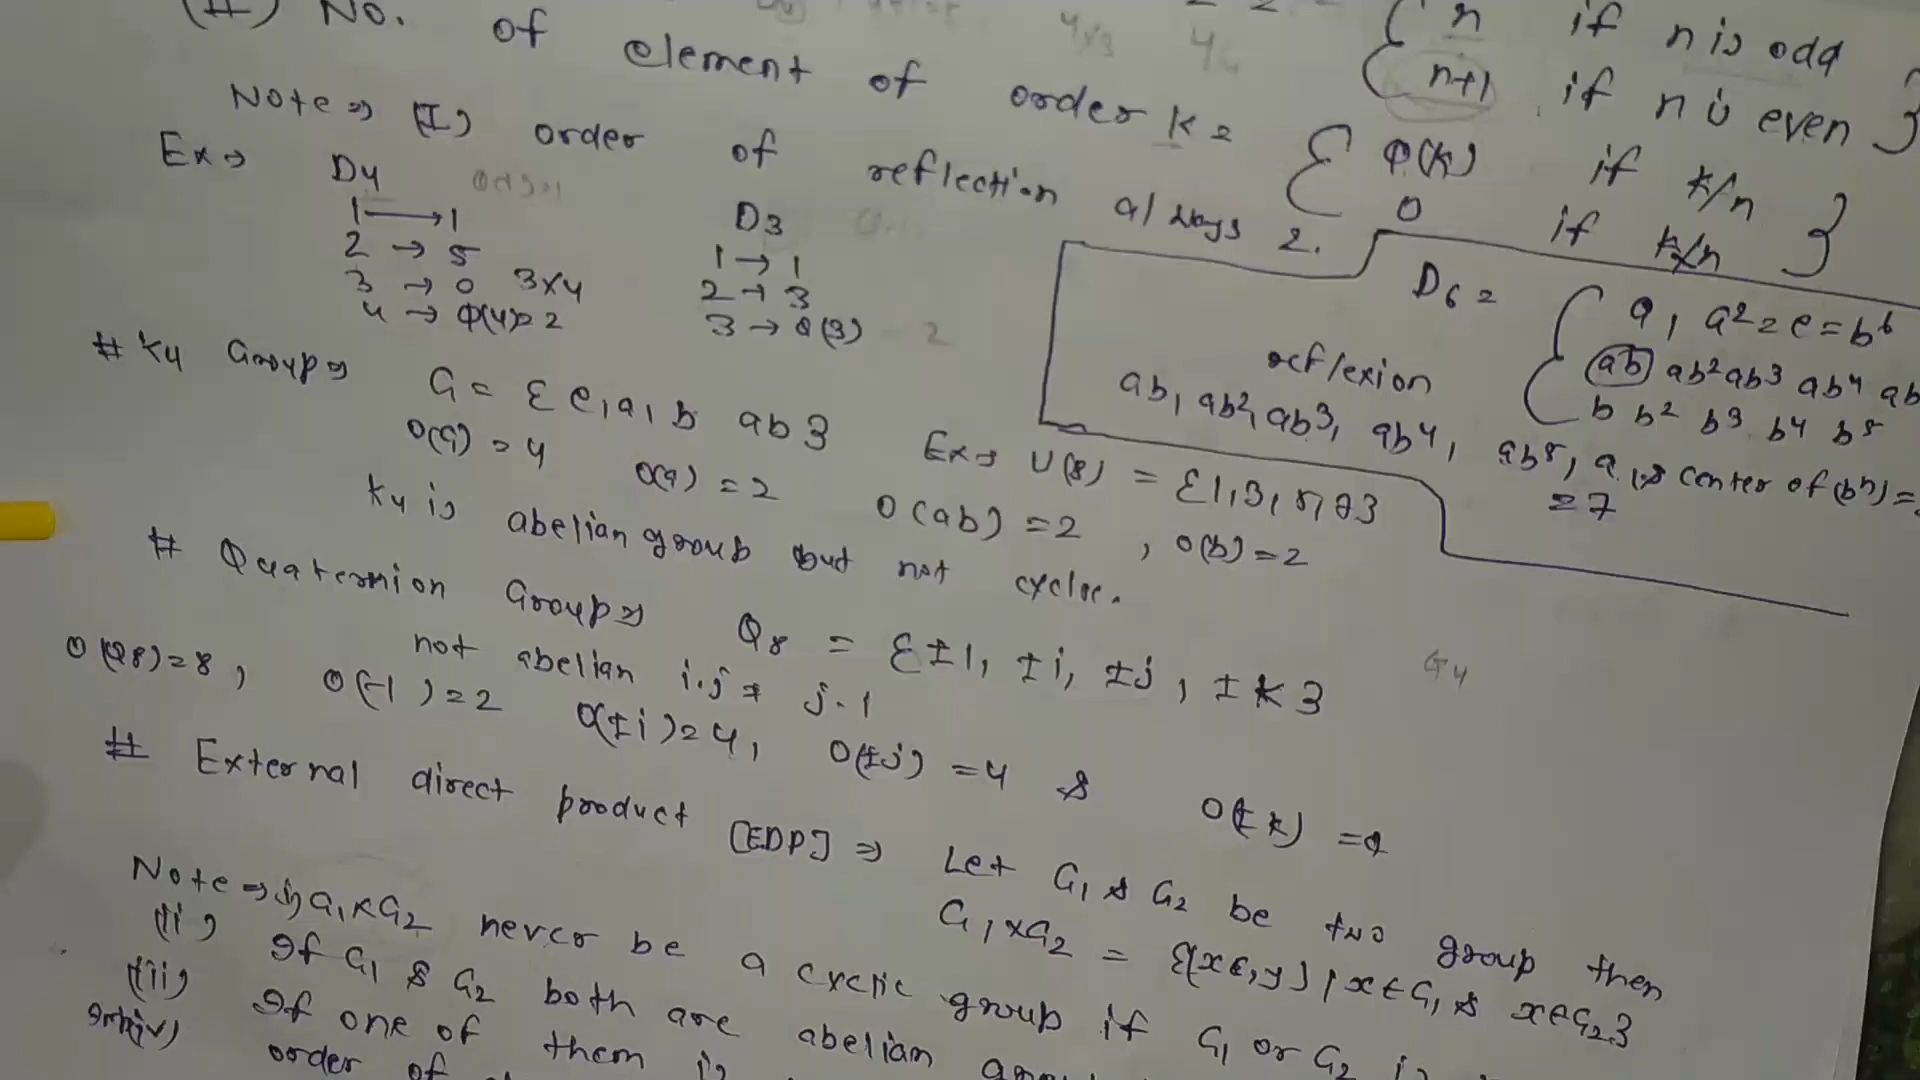 No. of element of order k = { n if n is odd
n+1 if n is even }
{ φ(k) if k/n
0 if k∤n }
Note ⇒ (I) order of reflection always 2.
Ex → D4
1 → 1
2 → 5
3 → 0 3×4
4 → φ(4)=2
D3
1 → 1
2 → 3
3 → φ(3) = 2
D6 = { a, a² = e = b⁶
ab ab² ab³ ab⁴ ab
b b² b³ b⁴ b⁵
reflexion
ab, ab², ab³, ab⁴, ab⁵, a is center of (bⁿ) =
= 7
# K4 Group ⇒ G = {e, a, b ab}
Ex → U(8) = {1, 3, 5, 7}
O(G) = 4 O(a) = 2 O(ab) = 2, O(b) = 2
K4 is abelian group but not cyclic.
# Quaternion Group ⇒ Q8 = {±1, ±i, ±j, ±k}
not abelian i.j ≠ j.i
O(Q8) = 8, O(-1) = 2 O(±i) = 4, O(±j) = 4 & O(±k) = 4
# External direct product [EDP] ⇒ Let G1 & G2 be two group then
G1×G2 = {(x, y) / x∈G1 & x∈G2}
Note ⇒ i) G1×G2 never be a cyclic group if G1 or G2 is
(ii) If G1 & G2 both are abelian
(iii) If one of them is
(iv) order of